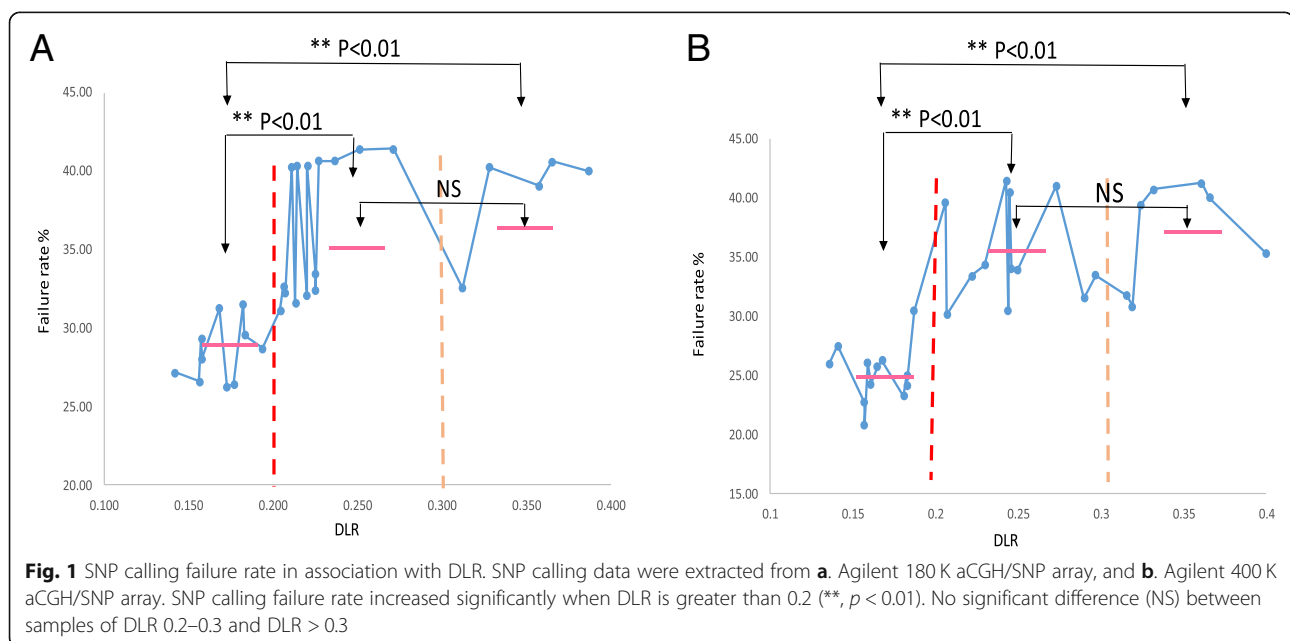 A
** P<0.01
** P<0.01
NS
45.00
40.00
35.00
30.00
25.00
20.00
Failure rate %
0.100
0.200
0.300
0.400
DLR
B
** P<0.01
** P<0.01
NS
45.00
40.00
35.00
30.00
25.00
20.00
15.00
Failure rate %
0.1
0.15
0.2
0.25
0.3
0.35
0.4
DLR
Fig. 1 SNP calling failure rate in association with DLR. SNP calling data were extracted from a. Agilent 180 K aCGH/SNP array, and b. Agilent 400 K
aCGH/SNP array. SNP calling failure rate increased significantly when DLR is greater than 0.2 (**, p < 0.01). No significant difference (NS) between
samples of DLR 0.2–0.3 and DLR > 0.3